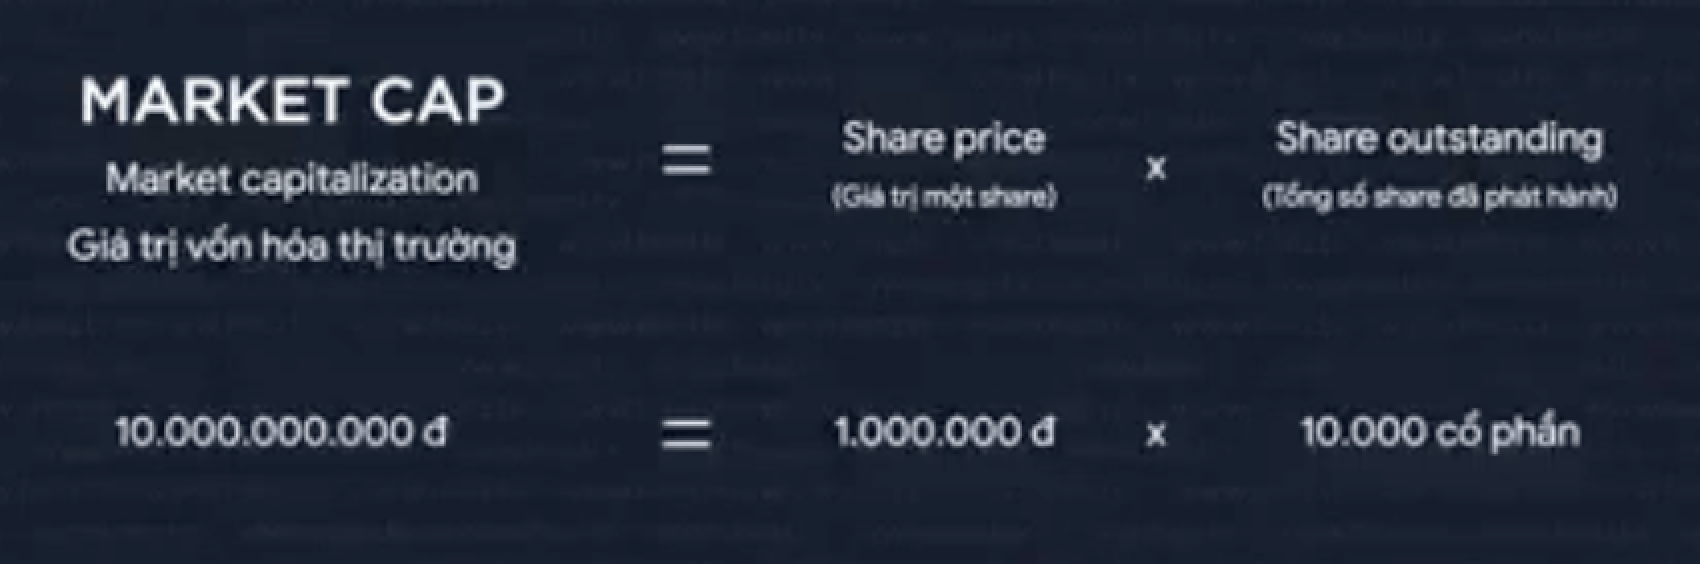 MARKET CAP
Market capitalization
Giá trị vốn hóa thị trường
=
Share price
(Giá trị một share)
x
Share outstanding
(Tổng số share đã phát hành)
10.000.000.000 đ = 1.000.000 đ x 10.000 cổ phần